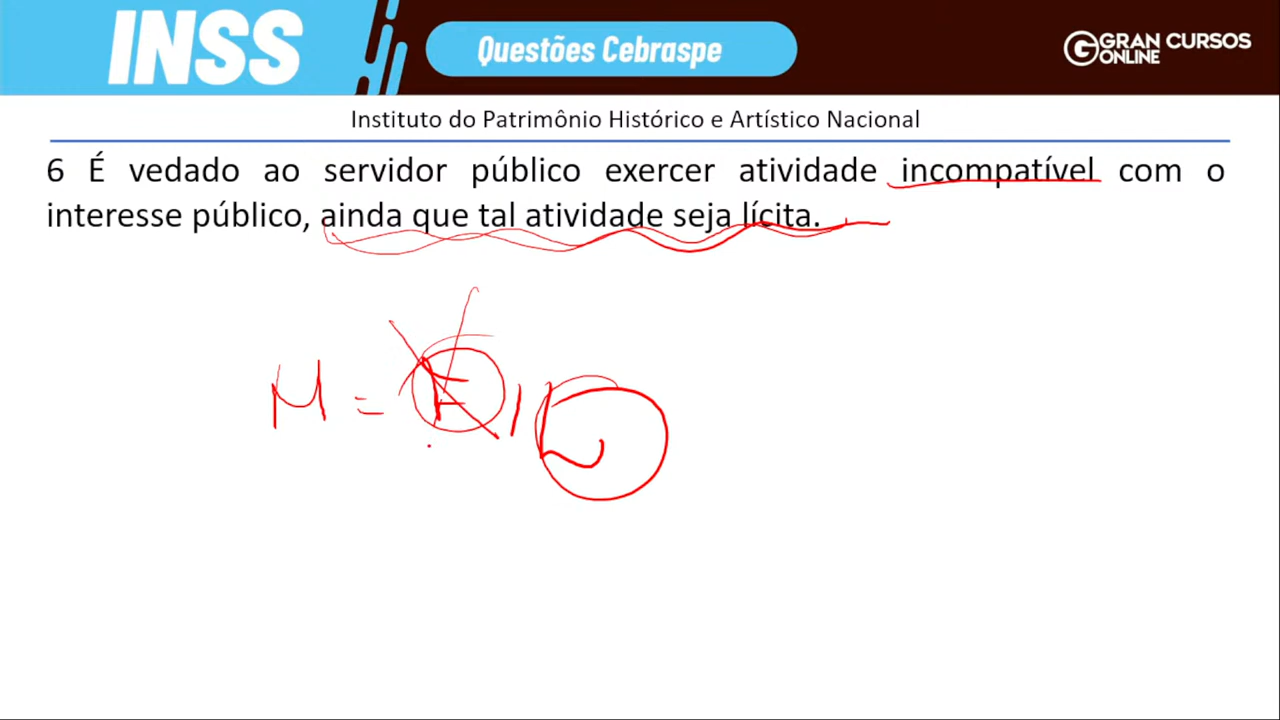 INSS
Questões Cebraspe
GRAN CURSOS
ONLINE
Instituto do Patrimônio Histórico e Artístico Nacional
6 É vedado ao servidor público exercer atividade incompatível com o
interesse público, ainda que tal atividade seja lícita.
M =